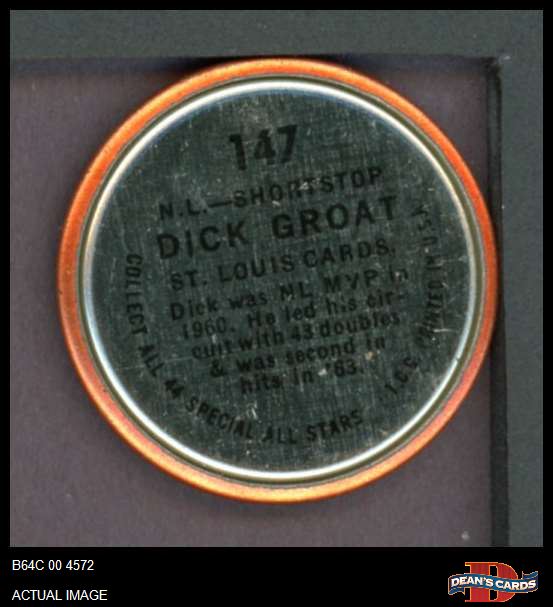 147
N.L.—SHORTSTOP
DICK GROAT
ST. LOUIS CARDS.
Dick was NL MVP in
1960. He led his cir-
cuit with 43 doubles
& was second in
hits in '63.
COLLECT ALL 44 SPECIAL ALL STARS
T.C.G. PRINTED IN U.S.A.
B64C 00 4572
ACTUAL IMAGE
D
DEAN'S CARDS